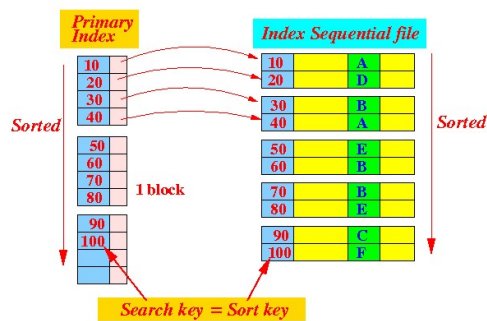 Primary
Index
10
20
30
40
50
60
70
80
90
100
Sorted
1 block
Index Sequential file
10 A
20 D
30 B
40 A
50 E
60 B
70 B
80 E
90 C
100 F
Sorted
Search key = Sort key